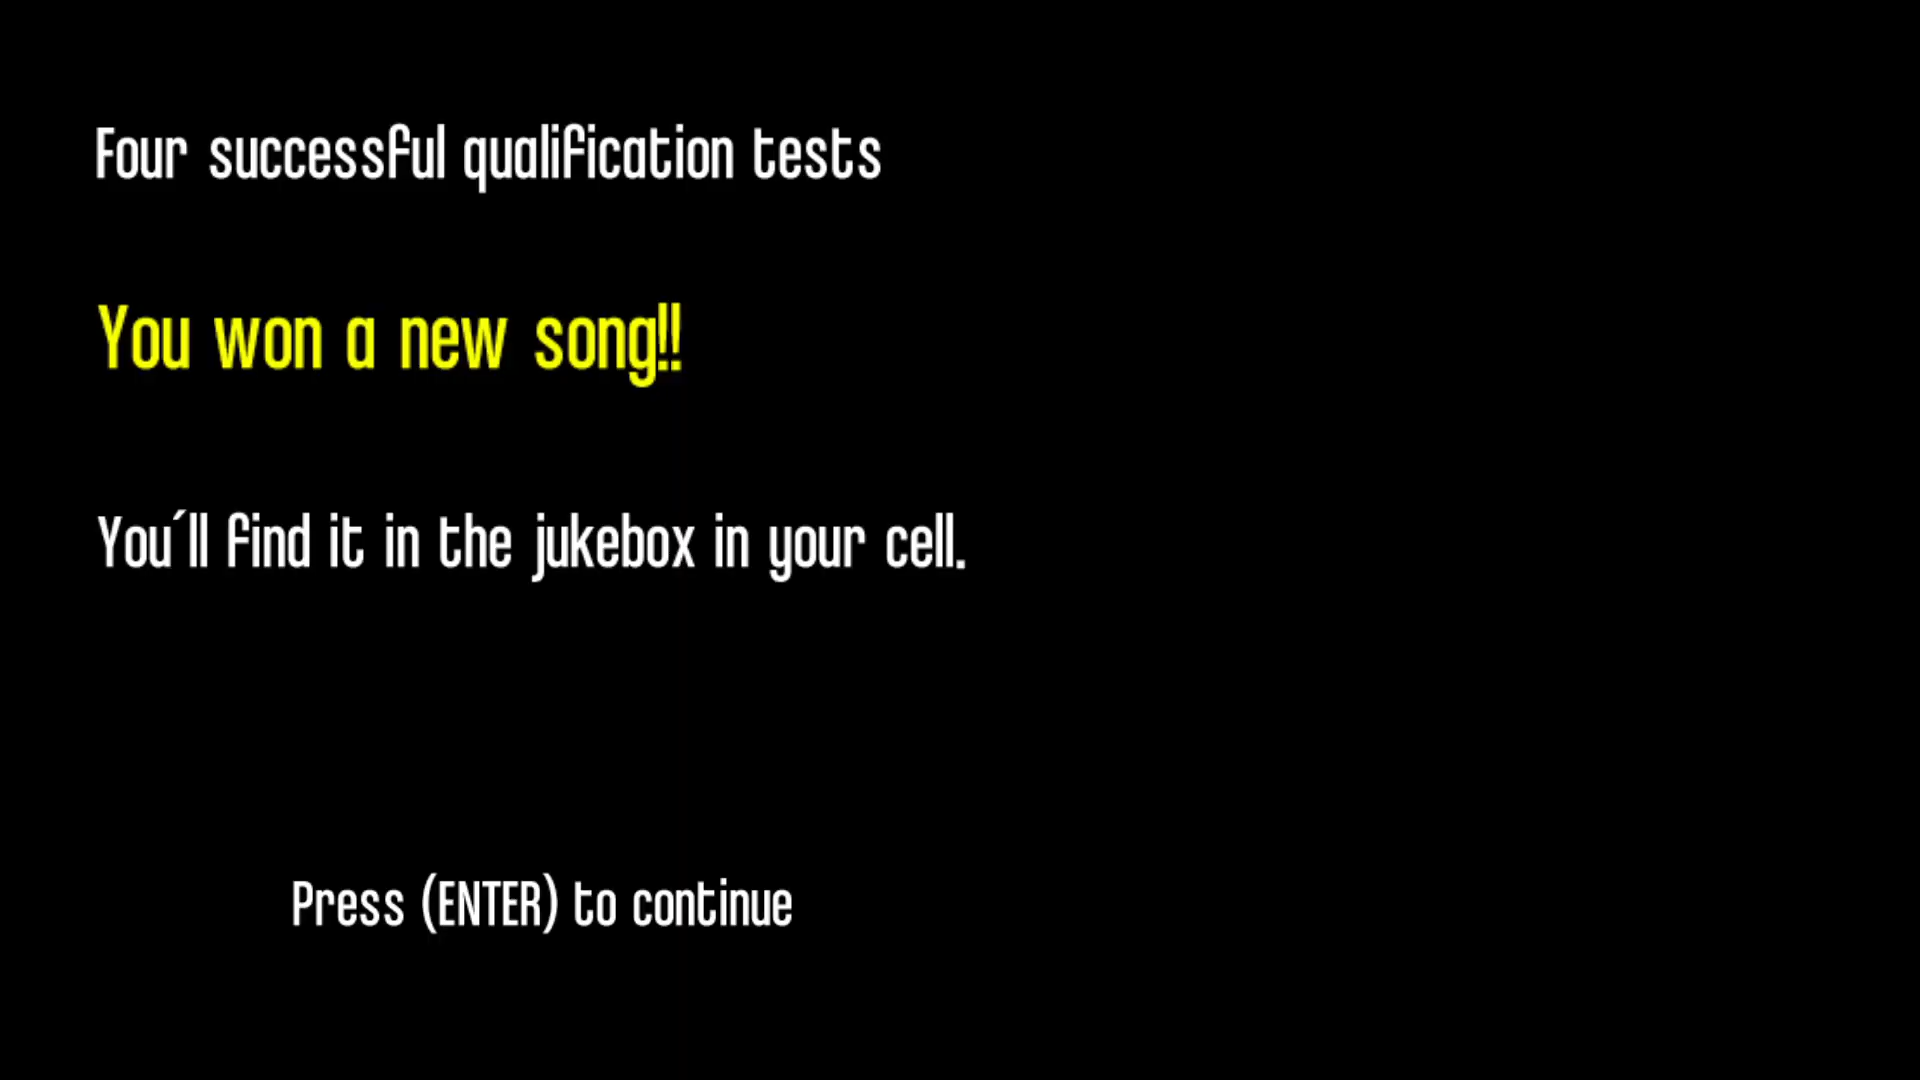 Four successful qualification tests
You won a new song!!
You´ll find it in the jukebox in your cell.
Press (ENTER) to continue